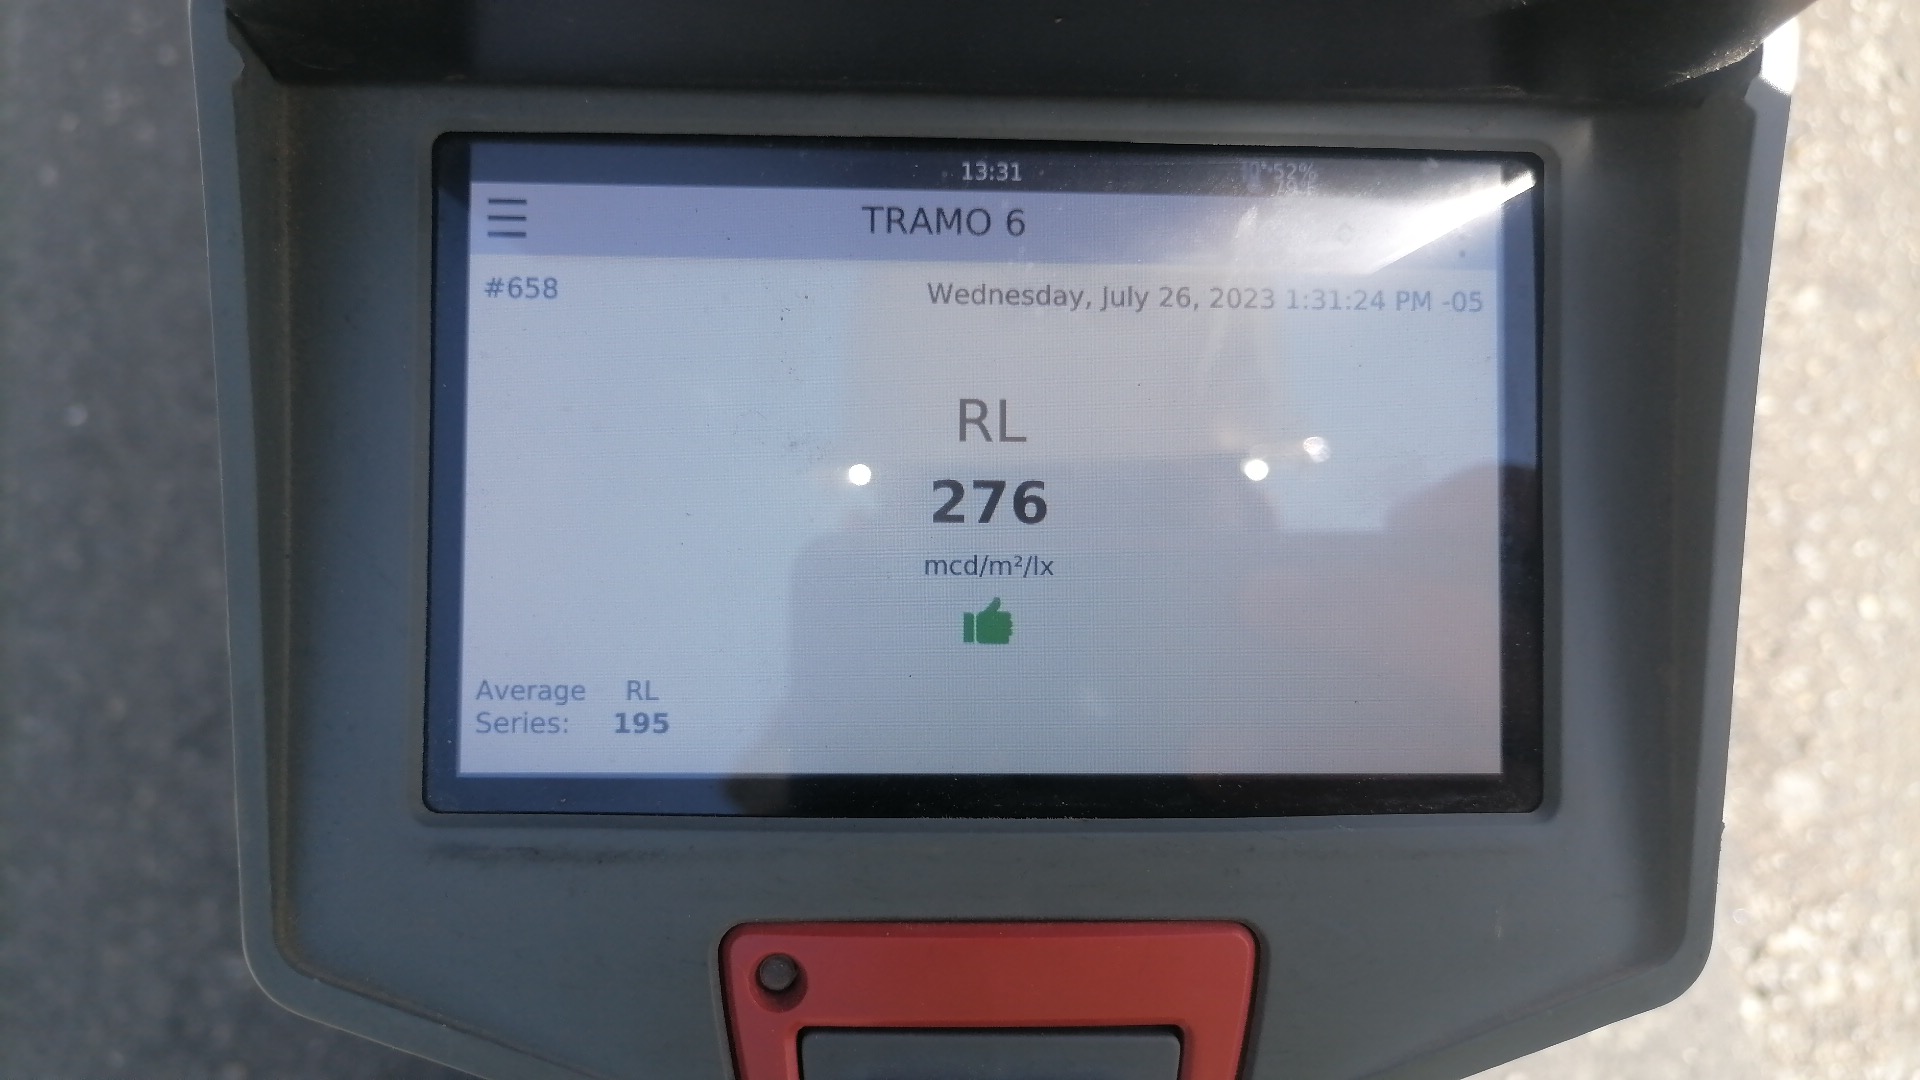 13:31
52%
TRAMO 6
#658
Wednesday, July 26, 2023 1:31:24 PM -05
RL
276
mcd/m²/lx
Average RL
Series: 195